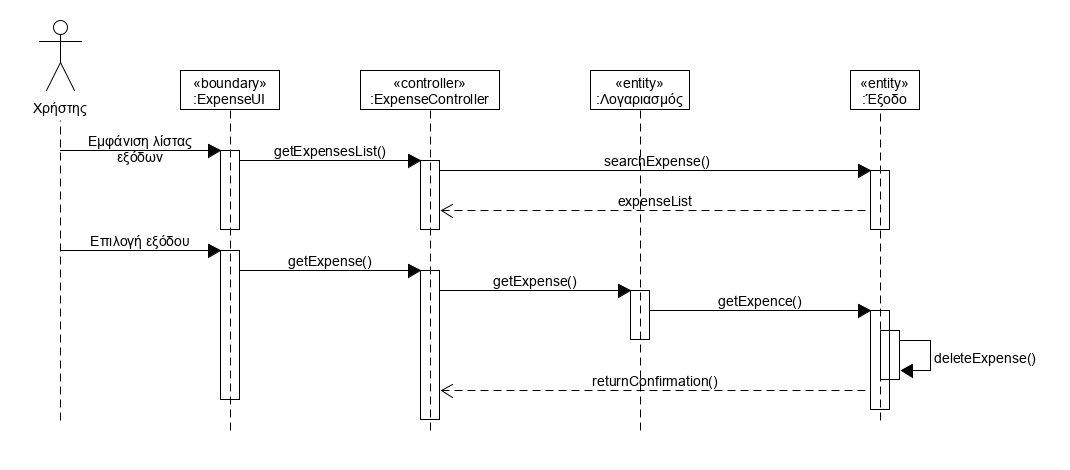 «boundary»
:ExpenseUI
«controller»
:ExpenseController
«entity»
:Λογαριασμός
«entity»
:Έξοδο
Χρήστης
Εμφάνιση λίστας
εξόδων
getExpensesList()
searchExpense()
expenseList
Επιλογή εξόδου
getExpense()
getExpense()
getExpence()
deleteExpense()
returnConfirmation()